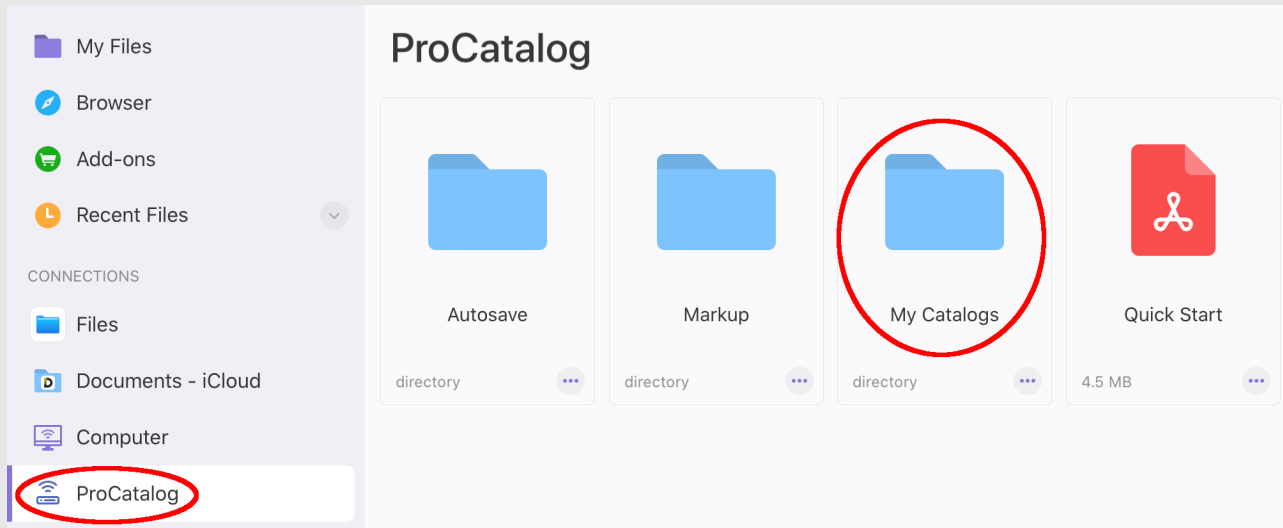 My Files
Browser
Add-ons
Recent Files
CONNECTIONS
Files
D
Documents - iCloud
Computer
ProCatalog
ProCatalog
Autosave
Markup
My Catalogs
Quick Start
directory
directory
directory
4.5 MB